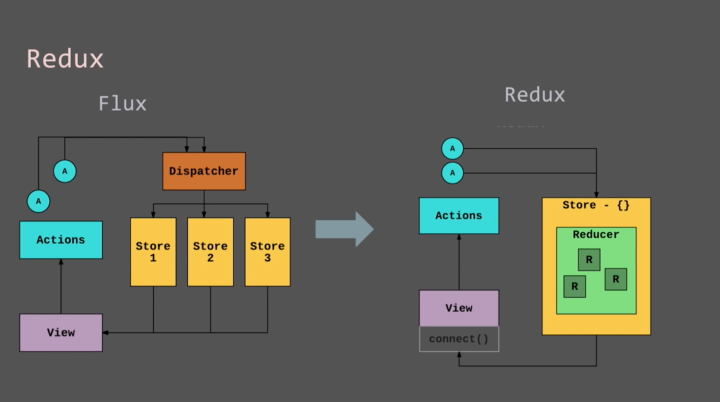 Redux
Flux
Redux
A
A
Dispatcher
Actions
Store
1
Store
2
Store
3
View
A
A
Actions
Store - {}
Reducer
R
R
R
View
connect()